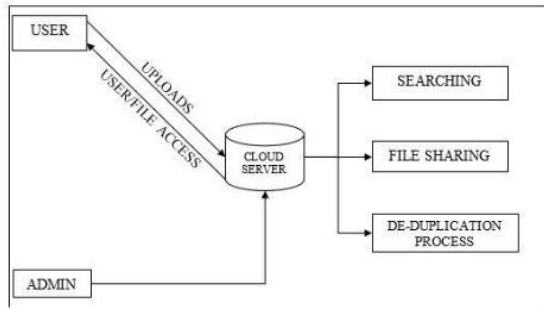 USER
UPLOADS
USER/FILE ACCESS
CLOUD
SERVER
SEARCHING
FILE SHARING
DE-DUPLICATION
PROCESS
ADMIN